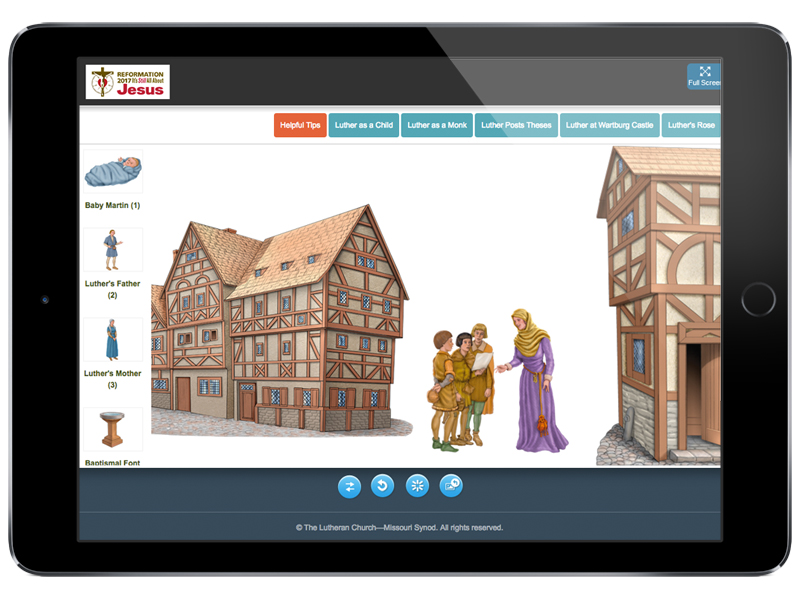 REFORMATION
2017 It's Still All About
Jesus
Full Scree
Helpful Tips
Luther as a Child
Luther as a Monk
Luther Posts Theses
Luther at Wartburg Castle
Luther's Rose
Baby Martin (1)
Luther's Father
(2)
Luther's Mother
(3)
Baptismal Font
© The Lutheran Church—Missouri Synod. All rights reserved.